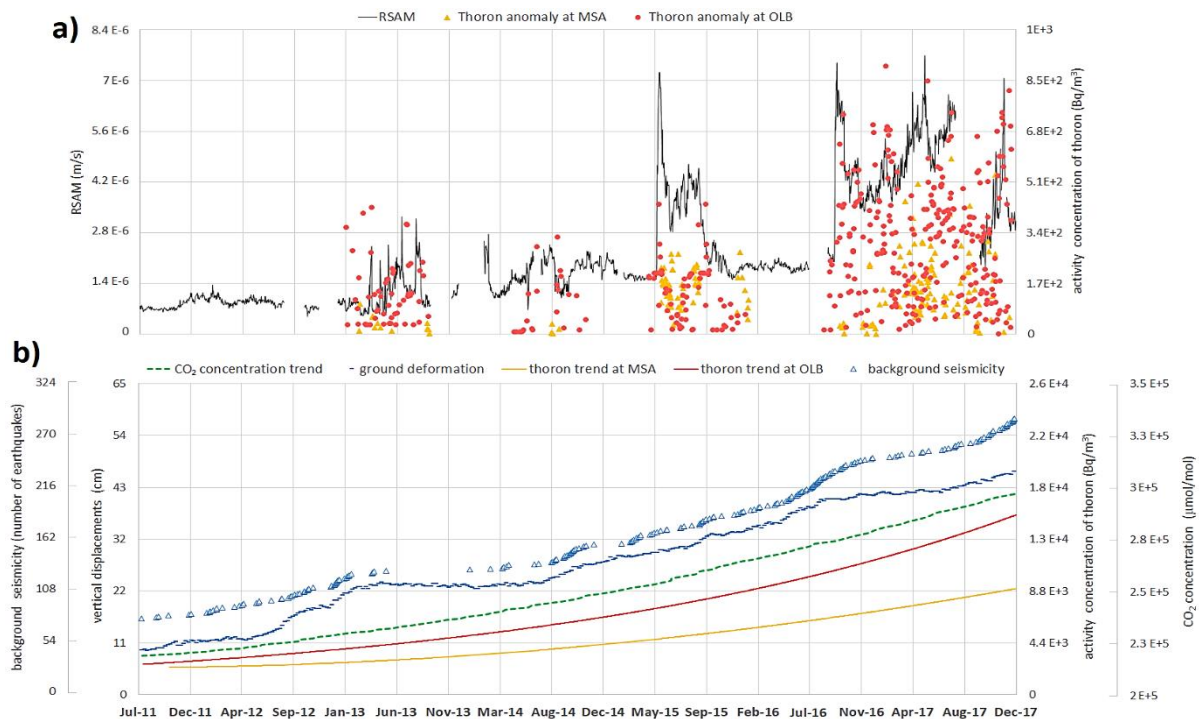 a)
RSAM Thoron anomaly at MSA Thoron anomaly at OLB
8.4 E-6
7 E-6
5.6 E-6
4.2 E-6
2.8 E-6
1.4 E-6
0
RSAM (m/s)
1E+3
8.5E+2
6.8E+2
5.1E+2
3.4E+2
1.7E+2
0
activity concentration of thoron (Bq/m³)
b)
CO₂ concentration trend ground deformation thoron trend at MSA thoron trend at OLB background seismicity
324
270
216
162
108
54
0
background seismicity (number of earthquakes)
65
54
43
32
22
11
0
vertical displacements (cm)
2.6 E+4
2.2 E+4
1.8 E+4
1.3 E+4
8.8 E+3
4.4 E+3
0
activity concentration of thoron (Bq/m³)
3.5 E+5
3.3 E+5
3 E+5
2.8 E+5
2.5 E+5
2.3 E+5
2 E+5
CO₂ concentration (µmol/mol)
Jul-11 Dec-11 Apr-12 Sep-12 Jan-13 Jun-13 Nov-13 Mar-14 Aug-14 Dec-14 May-15 Sep-15 Feb-16 Jul-16 Nov-16 Apr-17 Aug-17 Dec-17